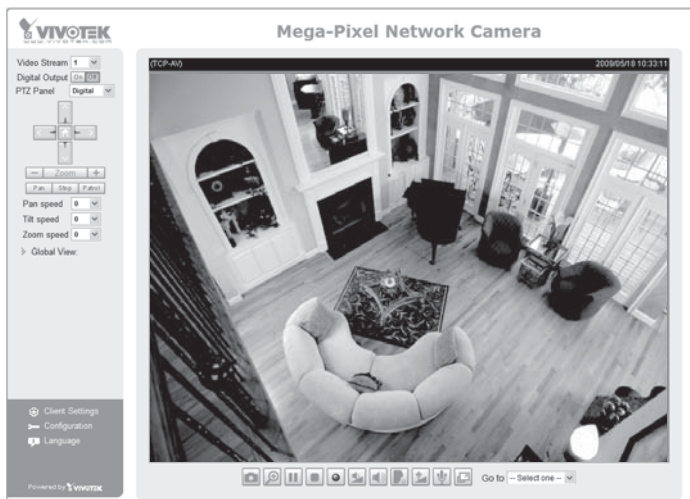 VIVOTEK
www.vivotek.com
Mega-Pixel Network Camera
Video Stream 1
Digital Output On Off
PTZ Panel Digital
Zoom
Pan Stop Patrol
Pan speed 0
Tilt speed 0
Zoom speed 0
Global View:
(TCP-AV) 2009/05/18 10:33:11
Client Settings
Configuration
Language
Powered by VIVOTEK
Go to -- Select one --